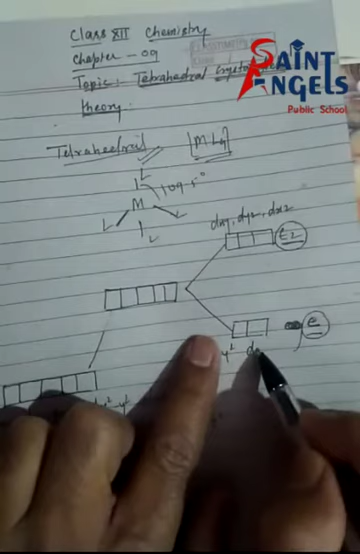 Class XII Chemistry
Chapter - 09
Topic:- Tetrahedral Crystal
theory.
SAINT
ANGELS
Public School
Tetrahedral [ML4]
L
109.5°
M
L L
L
dxy, dyz, dxz
t2
e
y² d